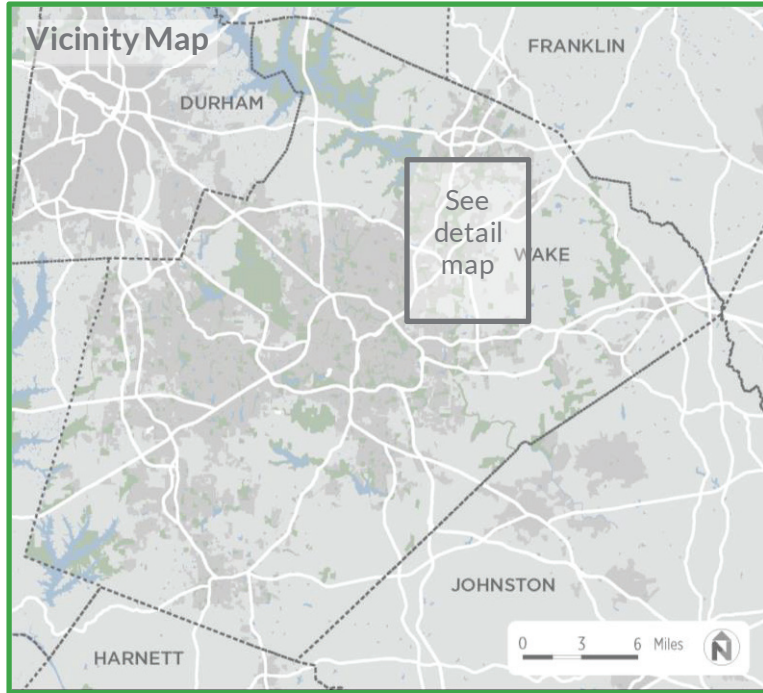 Vicinity Map
FRANKLIN
DURHAM
See
detail
map
WAKE
JOHNSTON
HARNETT
0 3 6 Miles
N